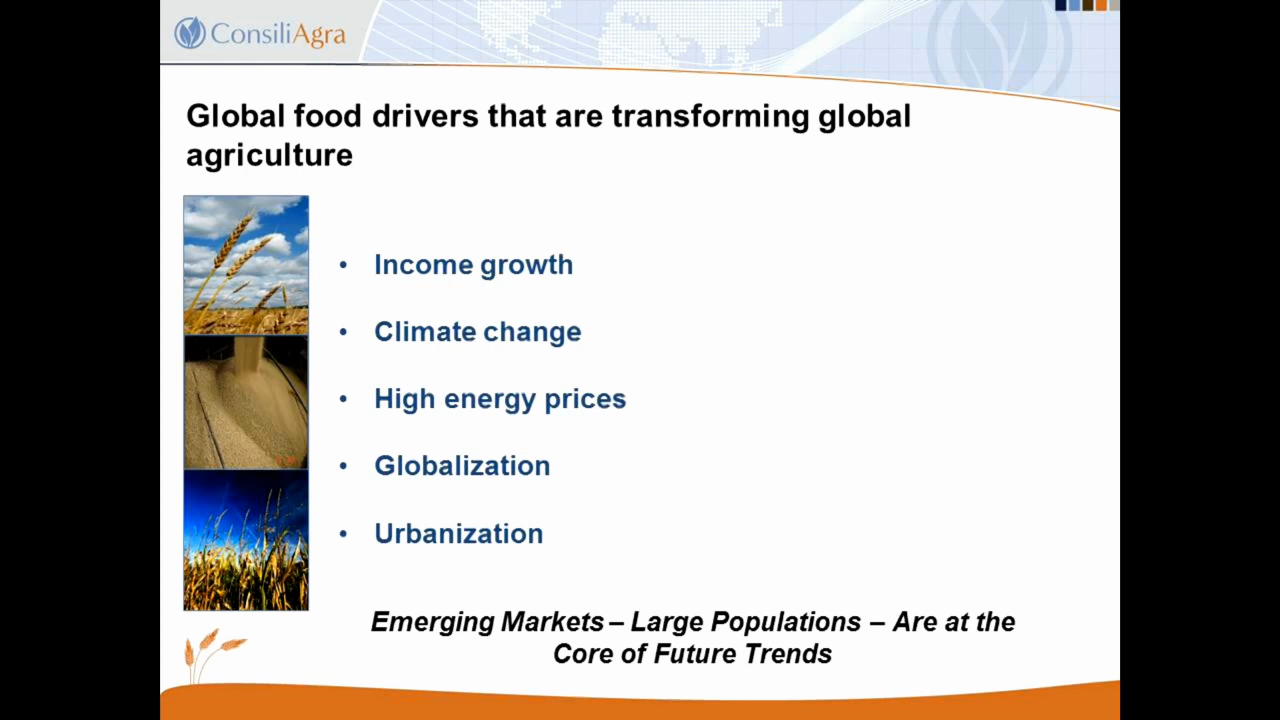 ConsiliAgra
Global food drivers that are transforming global
agriculture
• Income growth
• Climate change
• High energy prices
• Globalization
• Urbanization
Emerging Markets – Large Populations – Are at the
Core of Future Trends